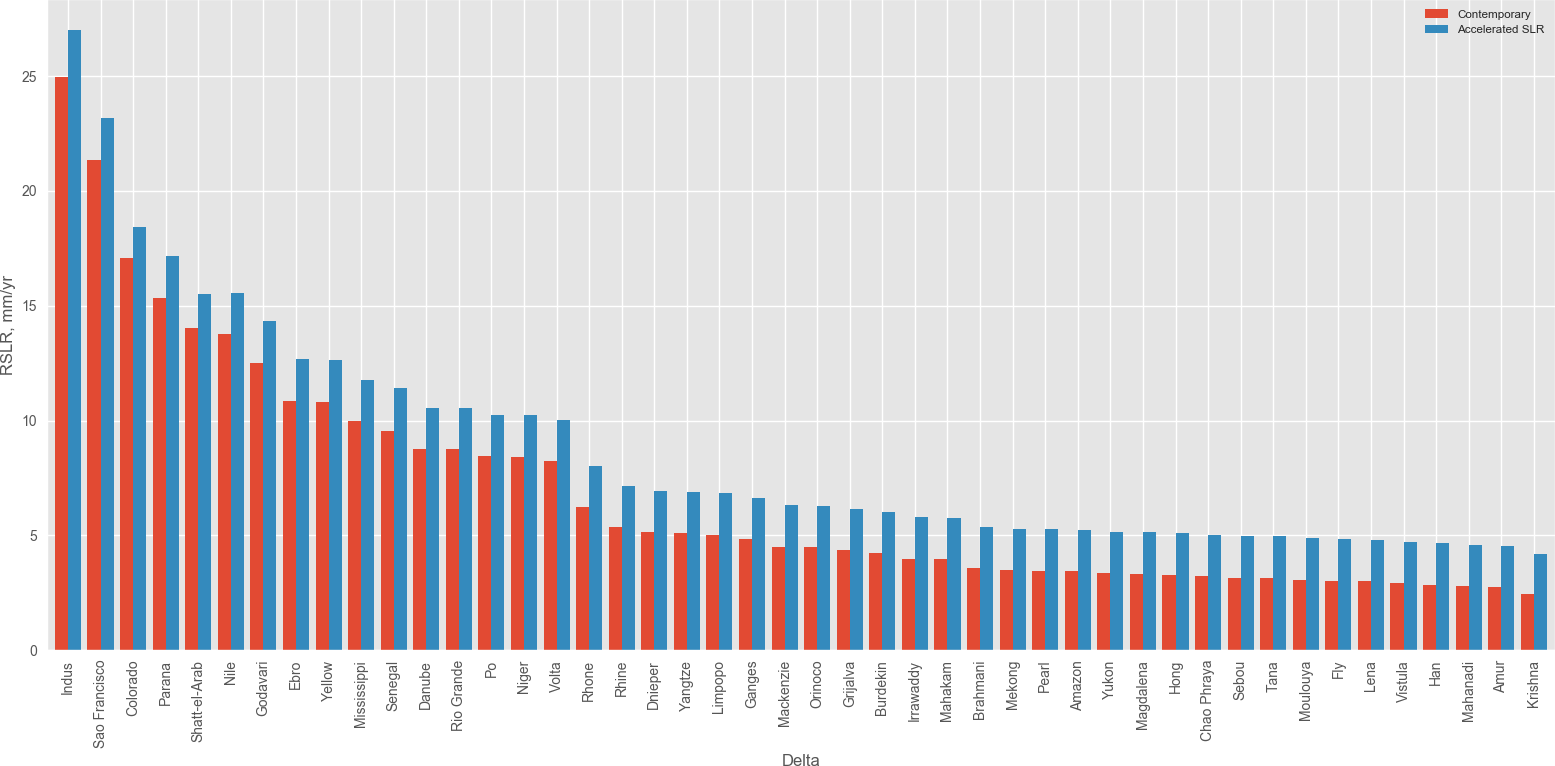 Contemporary
Accelerated SLR
RSLR, mm/yr
25
20
15
10
5
0
Indus
Sao Francisco
Colorado
Parana
Shatt-el-Arab
Nile
Godavari
Ebro
Yellow
Mississippi
Senegal
Danube
Rio Grande
Po
Niger
Volta
Rhone
Rhine
Dnieper
Yangtze
Limpopo
Ganges
Mackenzie
Orinoco
Grijalva
Burdekin
Irrawaddy
Mahakam
Brahmani
Mekong
Pearl
Amazon
Yukon
Magdalena
Hong
Chao Phraya
Sebou
Tana
Moulouya
Fly
Lena
Vistula
Han
Mahanadi
Amur
Krishna
Delta